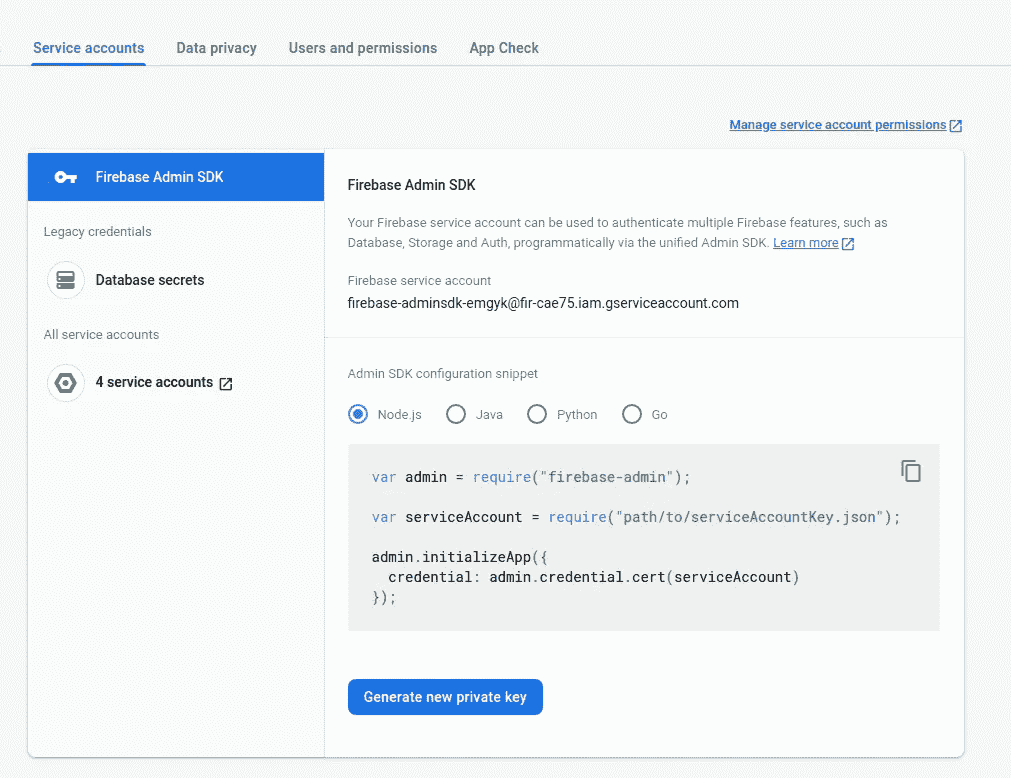 Service accounts
Data privacy
Users and permissions
App Check
Manage service account permissions
Firebase Admin SDK
Legacy credentials
Database secrets
All service accounts
4 service accounts
Firebase Admin SDK
Your Firebase service account can be used to authenticate multiple Firebase features, such as
Database, Storage and Auth, programmatically via the unified Admin SDK. Learn more
Firebase service account
firebase-adminsdk-emgyk@fir-cae75.iam.gserviceaccount.com
Admin SDK configuration snippet
Node.js
Java
Python
Go
var admin = require("firebase-admin");
var serviceAccount = require("path/to/serviceAccountKey.json");
admin.initializeApp({
  credential: admin.credential.cert(serviceAccount)
});
Generate new private key